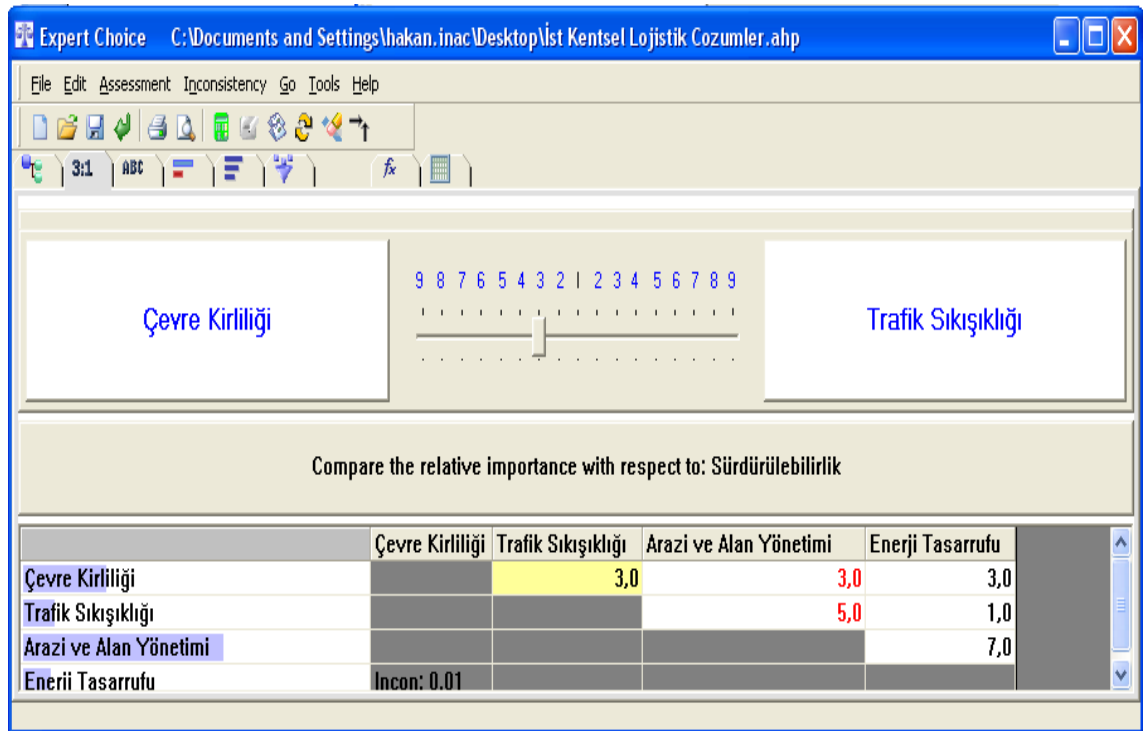 Expert Choice C:\Documents and Settings\hakan.inac\Desktop\İst Kentsel Lojistik Cozumler.ahp
File Edit Assessment Inconsistency Go Tools Help
3:1 ABC fx
9 8 7 6 5 4 3 2 1 2 3 4 5 6 7 8 9
Çevre Kirliliği Trafik Sıkışıklığı
Compare the relative importance with respect to: Sürdürülebilirlik
Çevre Kirliliği Trafik Sıkışıklığı Arazi ve Alan Yönetimi Enerji Tasarrufu
Çevre Kirliliği 3,0 3,0 3,0
Trafik Sıkışıklığı 5,0 1,0
Arazi ve Alan Yönetimi 7,0
Enerji Tasarrufu Incon: 0.01